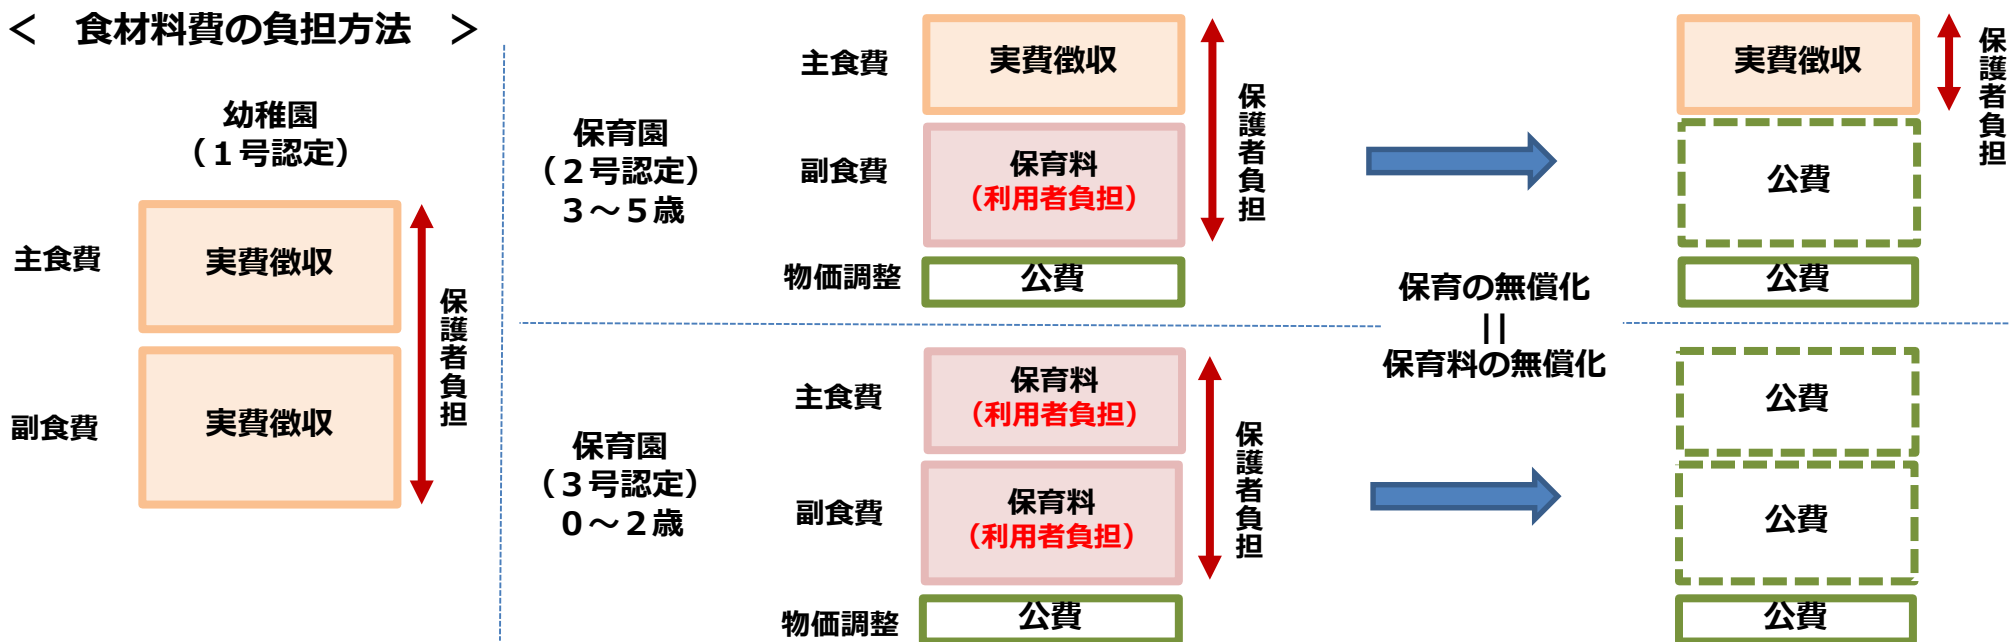 ＜　食材料費の負担方法　＞
幼稚園
（１号認定）
主食費
実費徴収
副食費
実費徴収
保護者負担
保育園
（２号認定）
３～５歳
主食費
実費徴収
副食費
保育料
（利用者負担）
物価調整
公費
保護者負担
実費徴収
公費
公費
保護者負担
保育の無償化
||
保育料の無償化
保育園
（３号認定）
０～２歳
主食費
保育料
（利用者負担）
副食費
保育料
（利用者負担）
物価調整
公費
保護者負担
公費
公費
公費